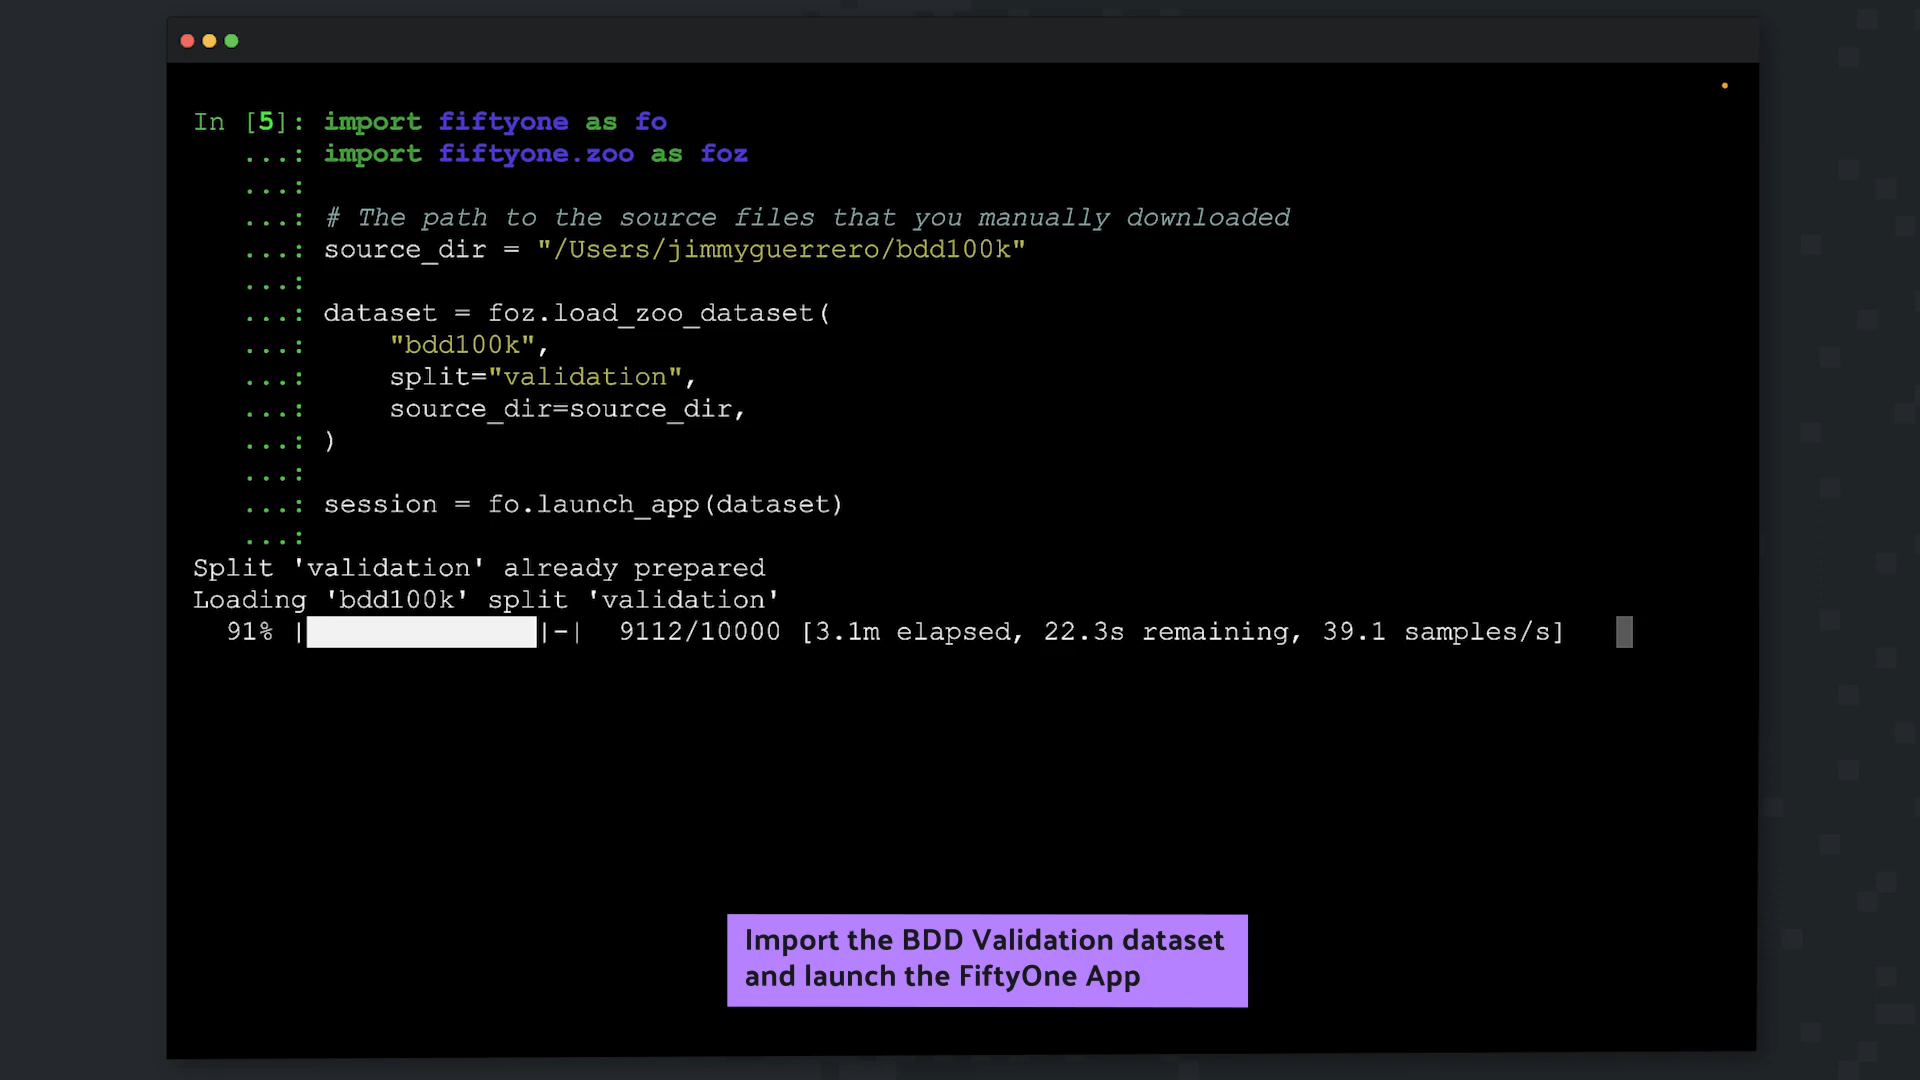 In [5]: import fiftyone as fo
   ...: import fiftyone.zoo as foz
   ...:
   ...: # The path to the source files that you manually downloaded
   ...: source_dir = "/Users/jimmyguerrero/bdd100k"
   ...:
   ...: dataset = foz.load_zoo_dataset(
   ...:     "bdd100k",
   ...:     split="validation",
   ...:     source_dir=source_dir,
   ...: )
   ...:
   ...: session = fo.launch_app(dataset)
   ...:
Split 'validation' already prepared
Loading 'bdd100k' split 'validation'
  91% |██████████████|-|  9112/10000 [3.1m elapsed, 22.3s remaining, 39.1 samples/s]
Import the BDD Validation dataset
and launch the FiftyOne App